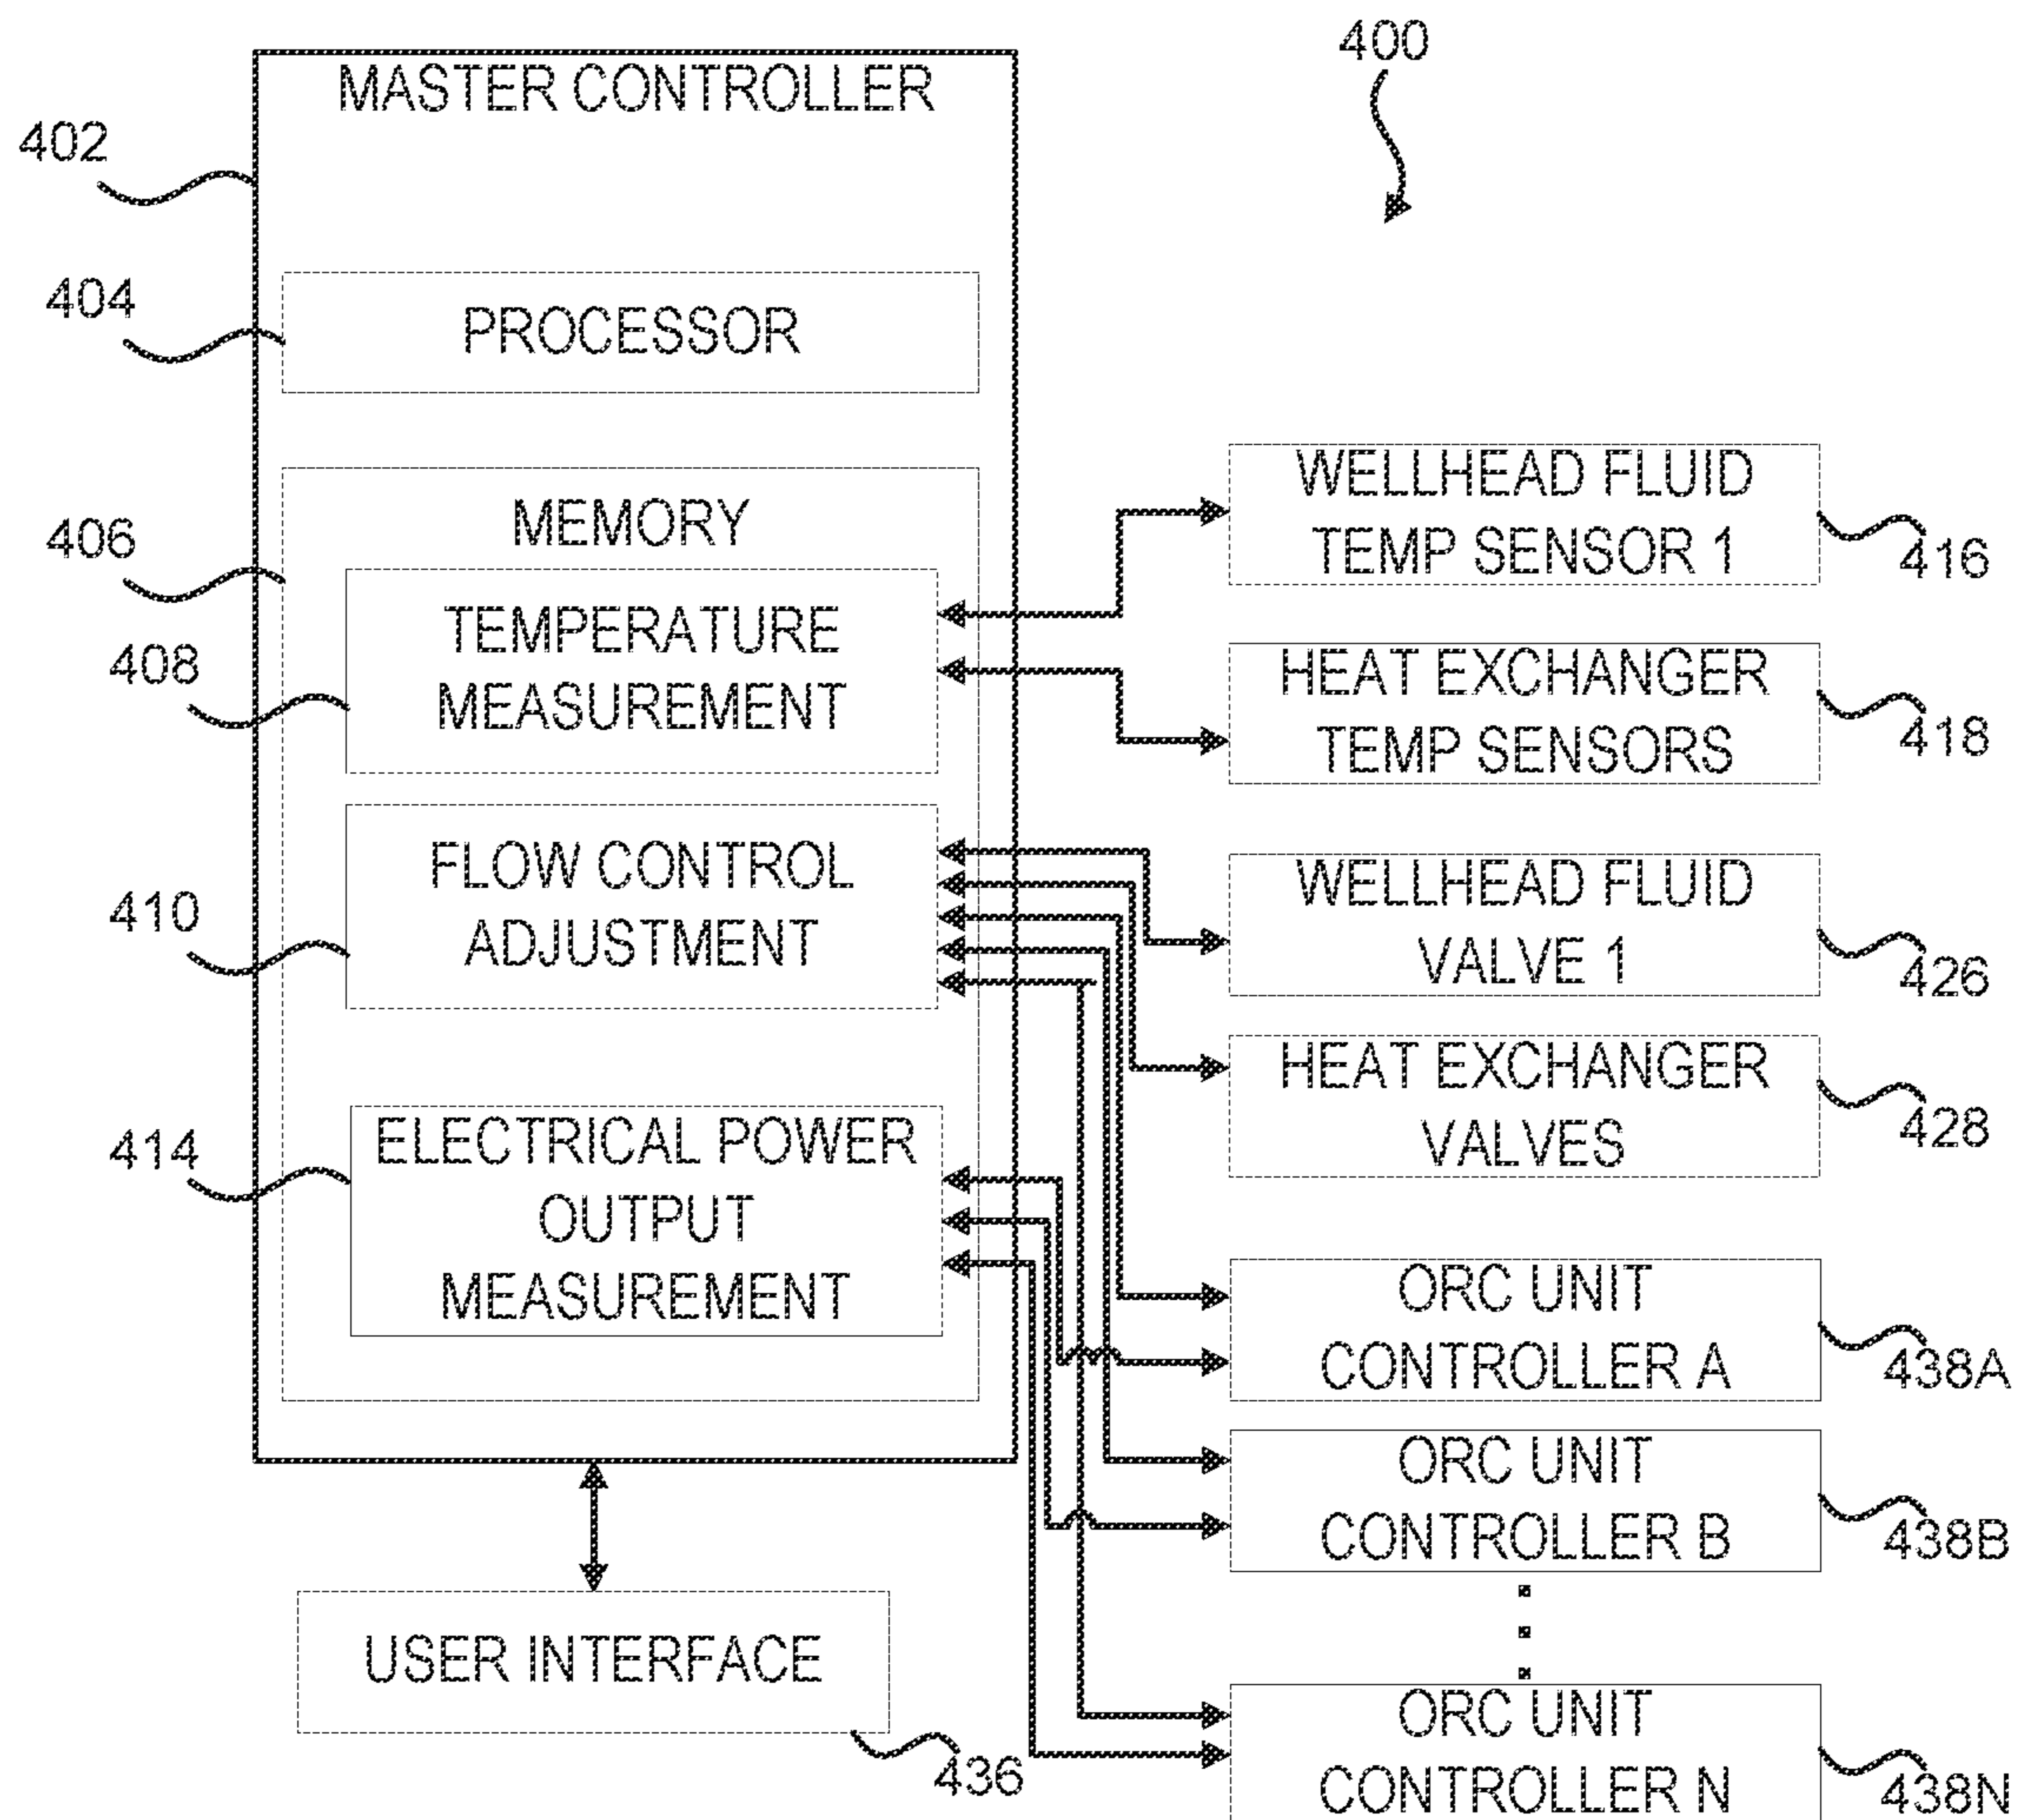 400
MASTER CONTROLLER
402
404
PROCESSOR
406
MEMORY
408
TEMPERATURE
MEASUREMENT
410
FLOW CONTROL
ADJUSTMENT
414
ELECTRICAL POWER
OUTPUT
MEASUREMENT
WELLHEAD FLUID
TEMP SENSOR 1
416
HEAT EXCHANGER
TEMP SENSORS
418
WELLHEAD FLUID
VALVE 1
426
HEAT EXCHANGER
VALVES
428
ORC UNIT
CONTROLLER A
438A
ORC UNIT
CONTROLLER B
438B
ORC UNIT
CONTROLLER N
438N
USER INTERFACE
436